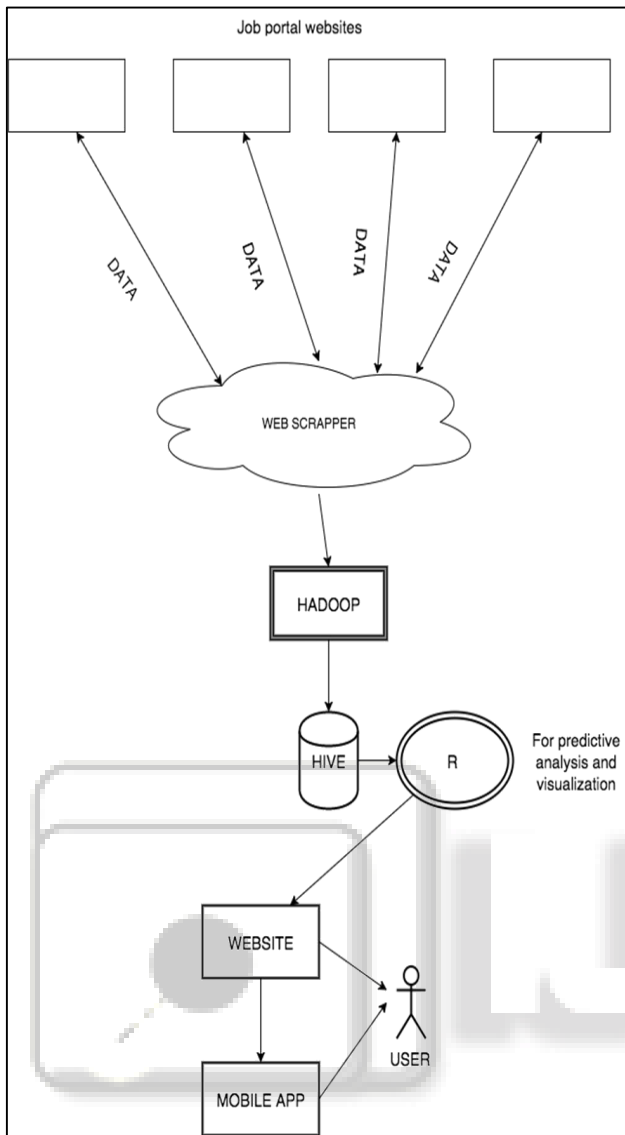 Job portal websites
DATA
DATA
DATA
DATA
WEB SCRAPPER
HADOOP
HIVE
R
For predictive
analysis and
visualization
WEBSITE
USER
MOBILE APP